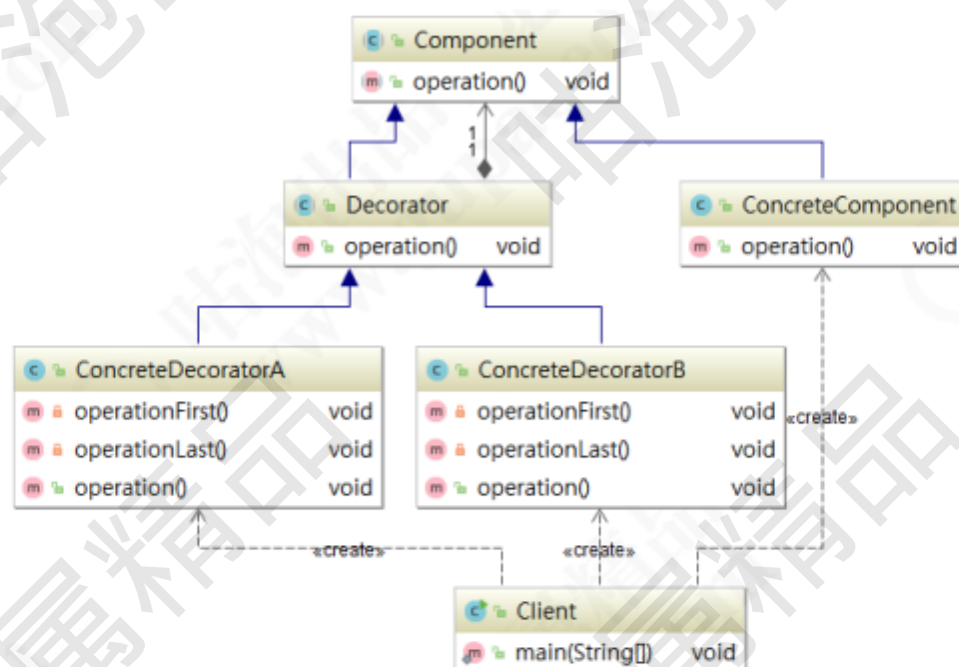 Component
operation() void
1
1
Decorator
operation() void
ConcreteComponent
operation() void
ConcreteDecoratorA
operationFirst() void
operationLast() void
operation() void
ConcreteDecoratorB
operationFirst() void
operationLast() void
operation() void
«create»
«create»
«create»
Client
main(String[]) void